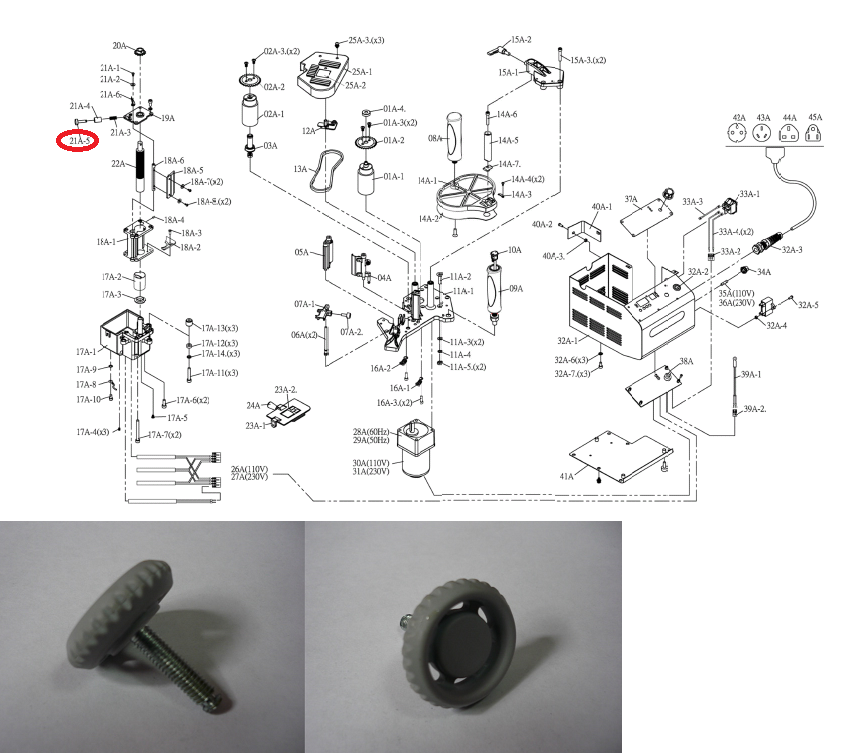 20A
21A-1
21A-2
21A-6.
21A-4
21A-3
21A-5
19A
22A
18A-6
18A-5
18A-7(x2)
18A-8.(x2)
18A-4
18A-3
18A-2
18A-1
17A-2
17A-3
17A-1
17A-9
17A-8
17A-10
17A-4(x3)
17A-13(x3)
17A-12(x3)
17A-14.(x3)
17A-11(x3)
17A-6(x2)
17A-5
17A-7(x2)
26A(110V)
27A(230V)
02A-3.(x2)
02A-2
02A-1
03A
25A-3.(x3)
25A-1
25A-2
12A
13A
01A-4.
01A-3(x2)
01A-2
01A-1
05A
04A
07A-1
07A-2.
06A(x2)
23A-2.
24A
23A-1
08A
14A-6
14A-5
14A-7.
14A-4(x2)
14A-3
14A-1
14A-2
15A-2
15A-1
15A-3.(x2)
10A
09A
11A-2
11A-1
11A-3(x2)
11A-4
11A-5.(x2)
16A-2
16A-1
16A-3.(x2)
28A(60Hz)
29A(50Hz)
30A(110V)
31A(230V)
40A-1
40A-2
40A-3.
37A
33A-3
33A-1
33A-4.(x2)
33A-2
32A-3
32A-2
34A
35A(110V)
36A(230V)
32A-5
32A-4
32A-1
32A-6(x3)
32A-7.(x3)
38A
39A-1
39A-2.
41A
42A
43A
44A
45A